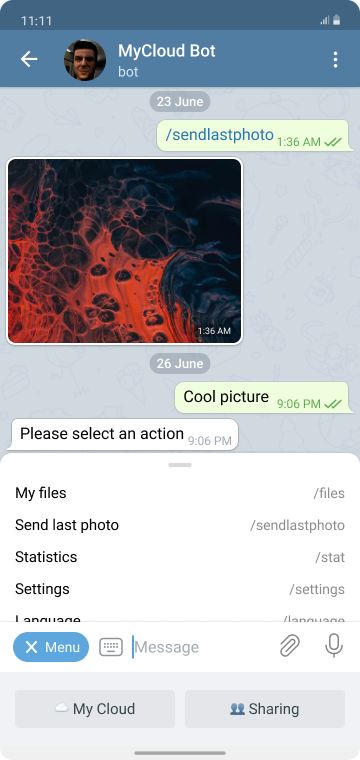 11:11
MyCloud Bot
bot
23 June
/sendlastphoto 1:36 AM
1:36 AM
26 June
Cool picture 9:06 PM
Please select an action 9:06 PM
My files /files
Send last photo /sendlastphoto
Statistics /stat
Settings /settings
Language /language
Menu Message
My Cloud Sharing